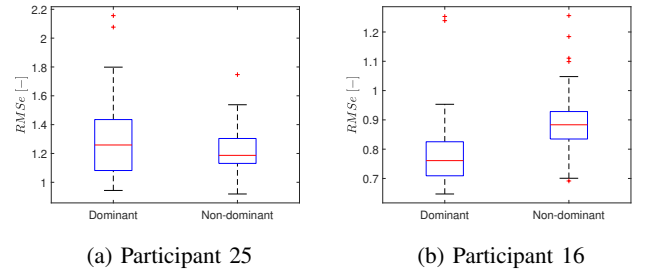 2.2
2
1.8
1.6
1.4
1.2
1
RMSe [−]
Dominant
Non-dominant
(a) Participant 25
1.2
1.1
1
0.9
0.8
0.7
RMSe [−]
Dominant
Non-dominant
(b) Participant 16